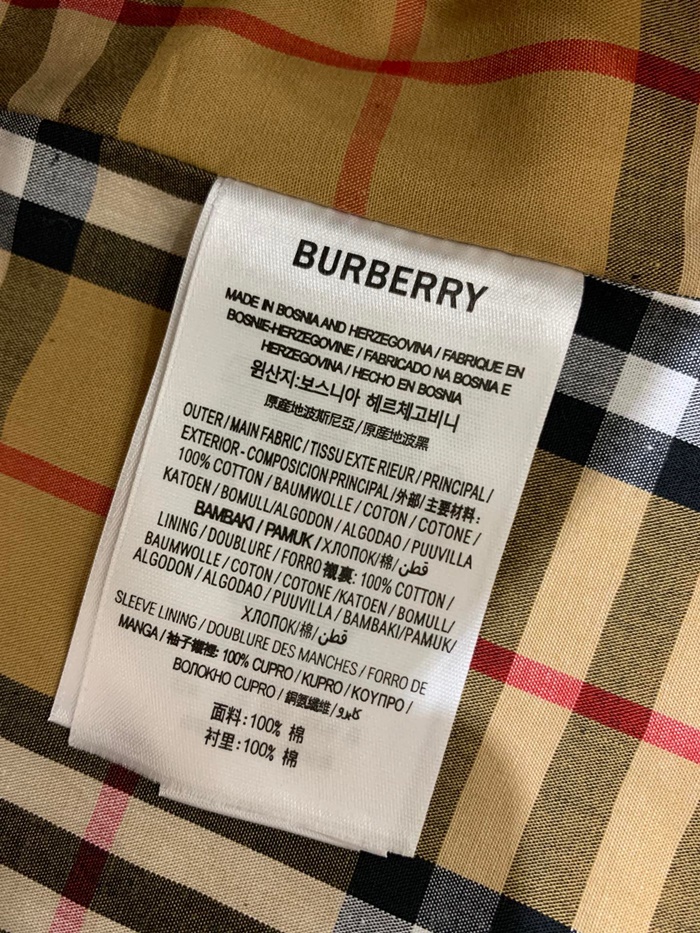 BURBERRY
MADE IN BOSNIA AND HERZEGOVINA / FABRIQUE EN
BOSNIE-HERZEGOVINE / FABRICADO NA BOSNIA E
HERZEGOVINA / HECHO EN BOSNIA
원산지:보스니아 헤르체고비니
原産地波斯尼亞/原産地波黑
OUTER / MAIN FABRIC / TISSU EXTE RIEUR / PRINCIPAL /
EXTERIOR - COMPOSICION PRINCIPAL /外部/主要材料:
100% COTTON / BAUMWOLLE / COTON / COTONE /
KATOEN / BOMULL/ALGODON / ALGODAO / PUUVILLA
BAMBAKI / PAMUK / ХЛОПОК/棉/قطن
LINING / DOUBLURE / FORRO 襯裏: 100% COTTON /
BAUMWOLLE / COTON / COTONE /KATOEN / BOMULL/
ALGODON / ALGODAO / PUUVILLA / BAMBAKI/PAMUK/
ХЛОПОК/棉/قطن
SLEEVE LINING / DOUBLURE DES MANCHES / FORRO DE
MANGA / 袖子襯裡: 100% CUPRO / KUPRO / ΚΟΥΠΡΟ /
ВОЛОКНО CUPRO / 銅氨纖维 /
面料:100% 棉
衬里:100% 棉